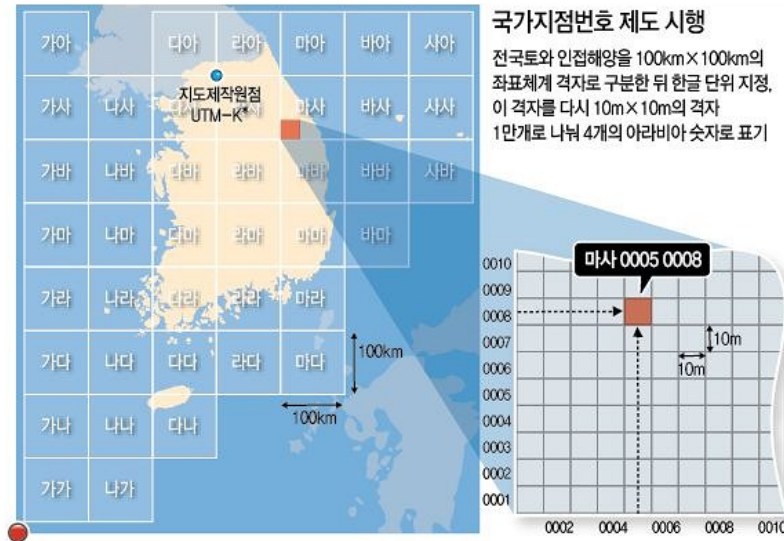 국가지점번호 제도 시행
전국토와 인접해양을 100km×100km의
좌표체계 격자로 구분한 뒤 한글 단위 지정,
이 격자를 다시 10m×10m의 격자
1만개로 나눠 4개의 아라비아 숫자로 표기
가아 다아 라아 마아 바아 사아
지도제작원점
UTM-K*
가사 나사 다사 라사 마사 바사 사사
가바 나바 다바 라바 마바 바바 사바
가마 나마 다마 라마 마마 바마
가라 나라 다라 라라 마라
가다 나다 다다 라다 마다
100km
100km
가나 나나 다나
가가 나가
마사 0005 0008
0010
0009
0008
0007
0006
0005
0004
0003
0002
0001
10m
10m
0002 0004 0006 0008 0010